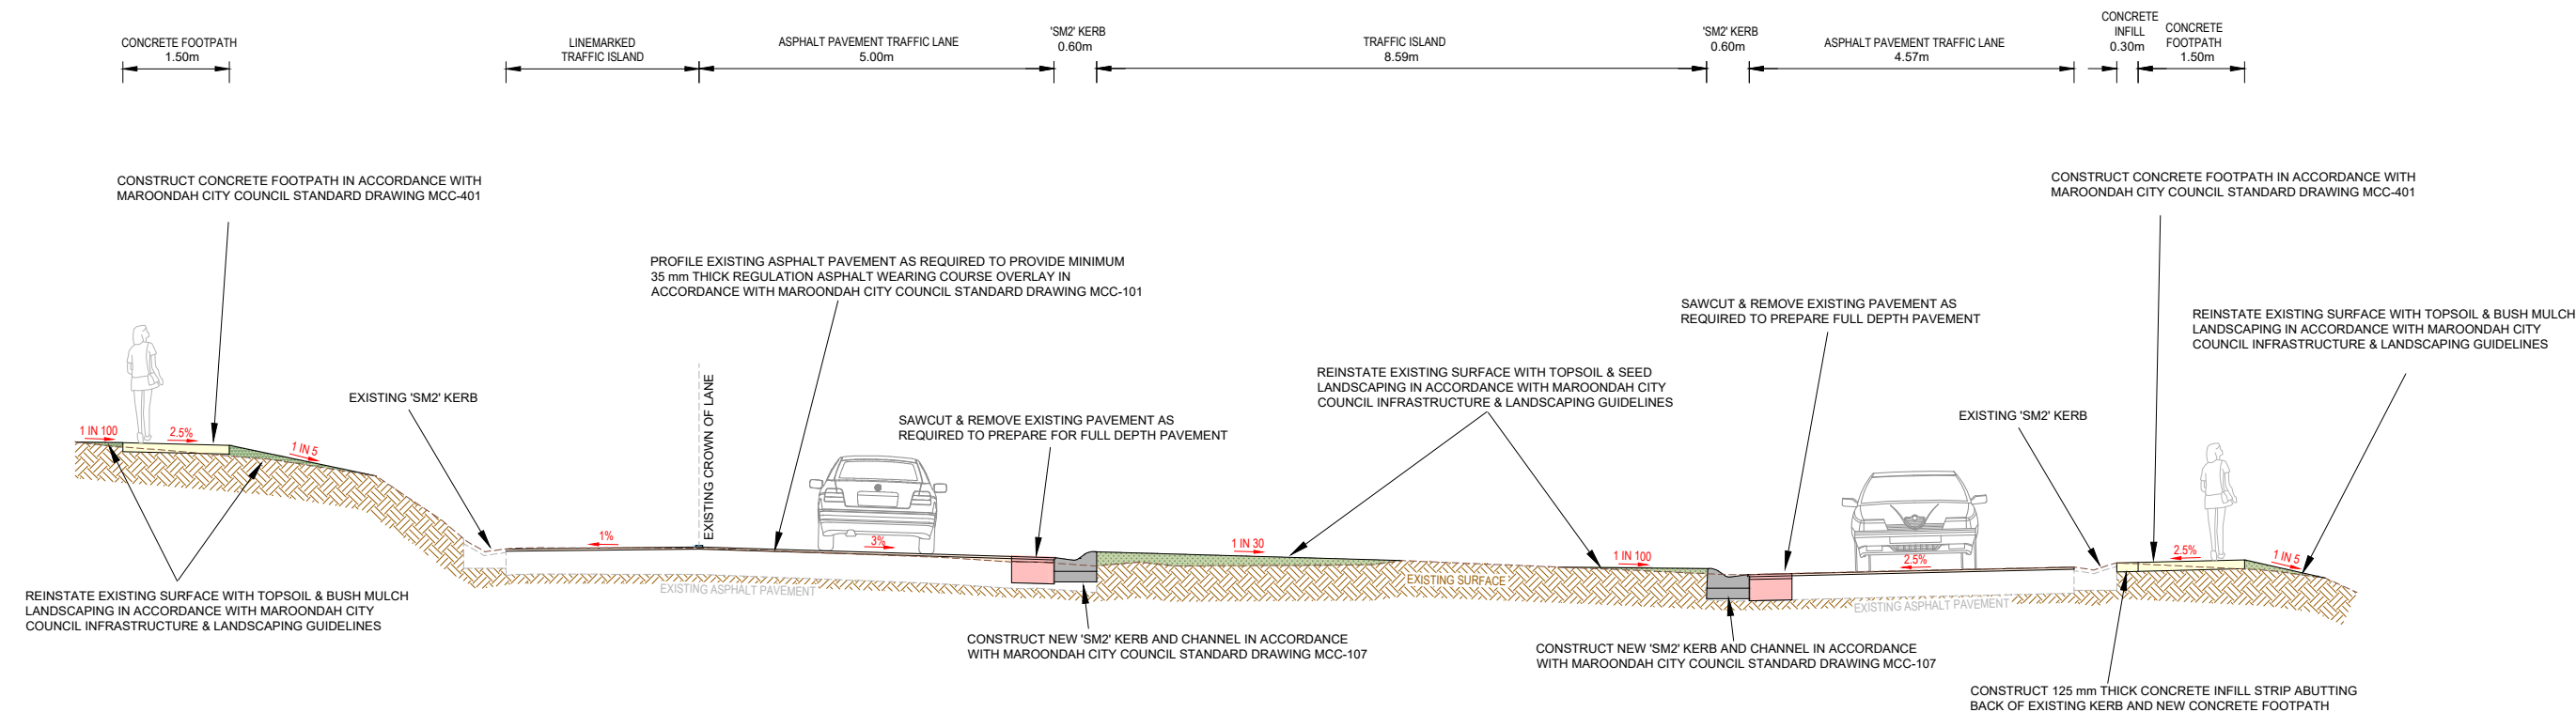 CONCRETE FOOTPATH
1.50m
LINEMARKED
TRAFFIC ISLAND
ASPHALT PAVEMENT TRAFFIC LANE
5.00m
'SM2' KERB
0.60m
TRAFFIC ISLAND
8.59m
'SM2' KERB
0.60m
ASPHALT PAVEMENT TRAFFIC LANE
4.57m
CONCRETE
INFILL
0.30m
CONCRETE
FOOTPATH
1.50m
CONSTRUCT CONCRETE FOOTPATH IN ACCORDANCE WITH
MAROONDAH CITY COUNCIL STANDARD DRAWING MCC-401
CONSTRUCT CONCRETE FOOTPATH IN ACCORDANCE WITH
MAROONDAH CITY COUNCIL STANDARD DRAWING MCC-401
PROFILE EXISTING ASPHALT PAVEMENT AS REQUIRED TO PROVIDE MINIMUM
35 mm THICK REGULATION ASPHALT WEARING COURSE OVERLAY IN
ACCORDANCE WITH MAROONDAH CITY COUNCIL STANDARD DRAWING MCC-101
SAWCUT & REMOVE EXISTING PAVEMENT AS
REQUIRED TO PREPARE FULL DEPTH PAVEMENT
REINSTATE EXISTING SURFACE WITH TOPSOIL & BUSH MULCH
LANDSCAPING IN ACCORDANCE WITH MAROONDAH CITY
COUNCIL INFRASTRUCTURE & LANDSCAPING GUIDELINES
EXISTING 'SM2' KERB
EXISTING CROWN OF LANE
SAWCUT & REMOVE EXISTING PAVEMENT AS
REQUIRED TO PREPARE FOR FULL DEPTH PAVEMENT
REINSTATE EXISTING SURFACE WITH TOPSOIL & SEED
LANDSCAPING IN ACCORDANCE WITH MAROONDAH CITY
COUNCIL INFRASTRUCTURE & LANDSCAPING GUIDELINES
EXISTING 'SM2' KERB
1 IN 100
2.5%
1 IN 5
1%
3%
1 IN 30
1 IN 100
2.5%
2.5%
1 IN 5
EXISTING ASPHALT PAVEMENT
EXISTING SURFACE
EXISTING ASPHALT PAVEMENT
REINSTATE EXISTING SURFACE WITH TOPSOIL & BUSH MULCH
LANDSCAPING IN ACCORDANCE WITH MAROONDAH CITY
COUNCIL INFRASTRUCTURE & LANDSCAPING GUIDELINES
CONSTRUCT NEW 'SM2' KERB AND CHANNEL IN ACCORDANCE
WITH MAROONDAH CITY COUNCIL STANDARD DRAWING MCC-107
CONSTRUCT NEW 'SM2' KERB AND CHANNEL IN ACCORDANCE
WITH MAROONDAH CITY COUNCIL STANDARD DRAWING MCC-107
CONSTRUCT 125 mm THICK CONCRETE INFILL STRIP ABUTTING
BACK OF EXISTING KERB AND NEW CONCRETE FOOTPATH